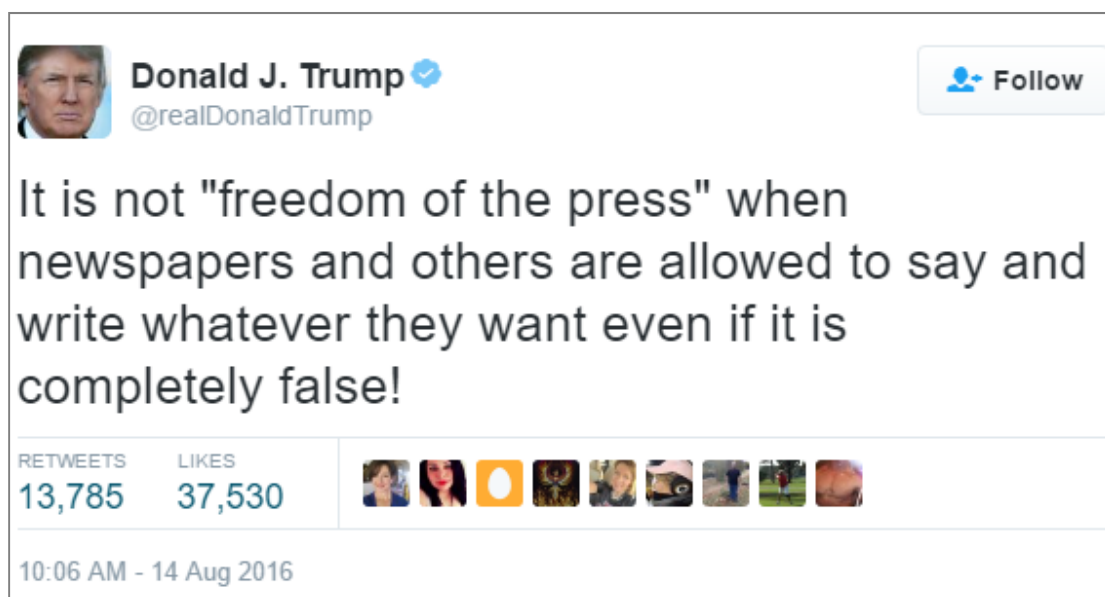 Donald J. Trump
@realDonaldTrump
Follow
It is not "freedom of the press" when
newspapers and others are allowed to say and
write whatever they want even if it is
completely false!
RETWEETS LIKES
13,785 37,530
10:06 AM - 14 Aug 2016